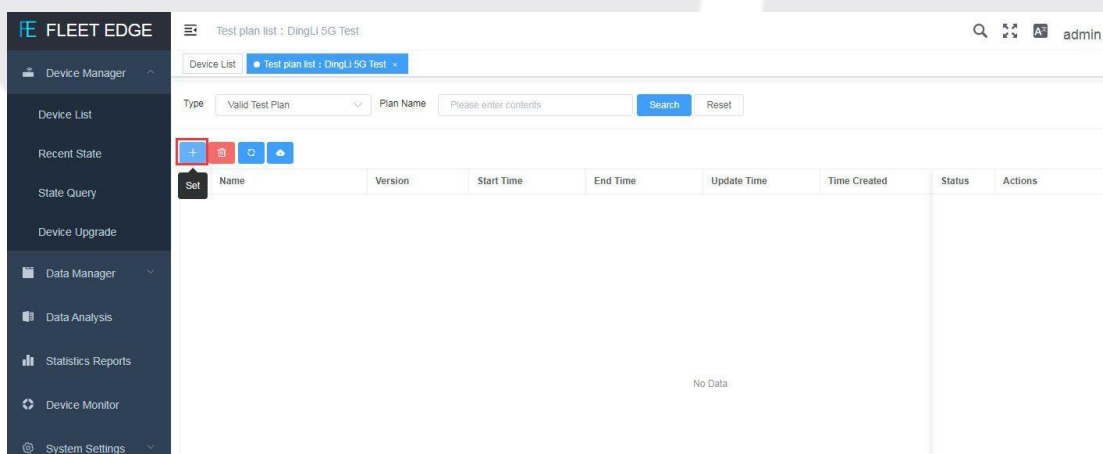 FE FLEET EDGE
Test plan list : DingLi 5G Test
admin
Device Manager
Device List
Test plan list : DingLi 5G Test ×
Type Valid Test Plan Plan Name Please enter contents Search Reset
Device List
Recent State
State Query
Device Upgrade
Set
Name Version Start Time End Time Update Time Time Created Status Actions
No Data
Data Manager
Data Analysis
Statistics Reports
Device Monitor
System Settings